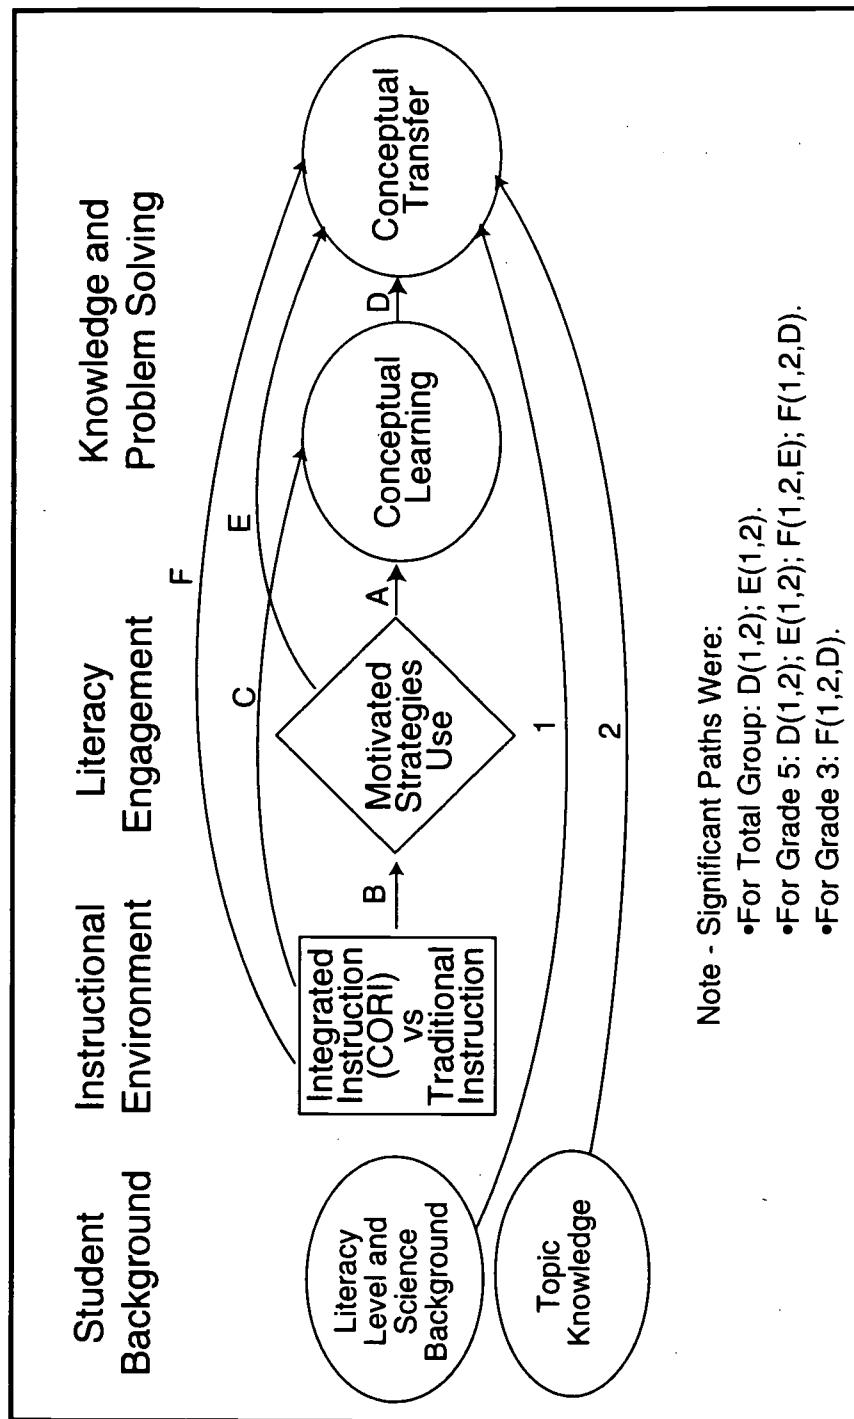 Student
Background
Instructional
Environment
Literacy
Engagement
Knowledge and
Problem Solving
F
C
E
Literacy
Level and
Science
Background
Topic
Knowledge
Integrated
Instruction
(CORI)
vs
Traditional
Instruction
B
Motivated
Strategies
Use
A
Conceptual
Learning
D
Conceptual
Transfer
1
2
Note - Significant Paths Were:
•For Total Group: D(1,2); E(1,2).
•For Grade 5: D(1,2); E(1,2); F(1,2,E); F(1,2,D).
•For Grade 3: F(1,2,D).